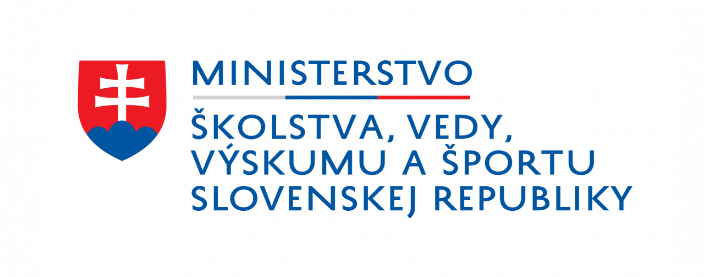 MINISTERSTVO
ŠKOLSTVA, VEDY,
VÝSKUMU A ŠPORTU
SLOVENSKEJ REPUBLIKY